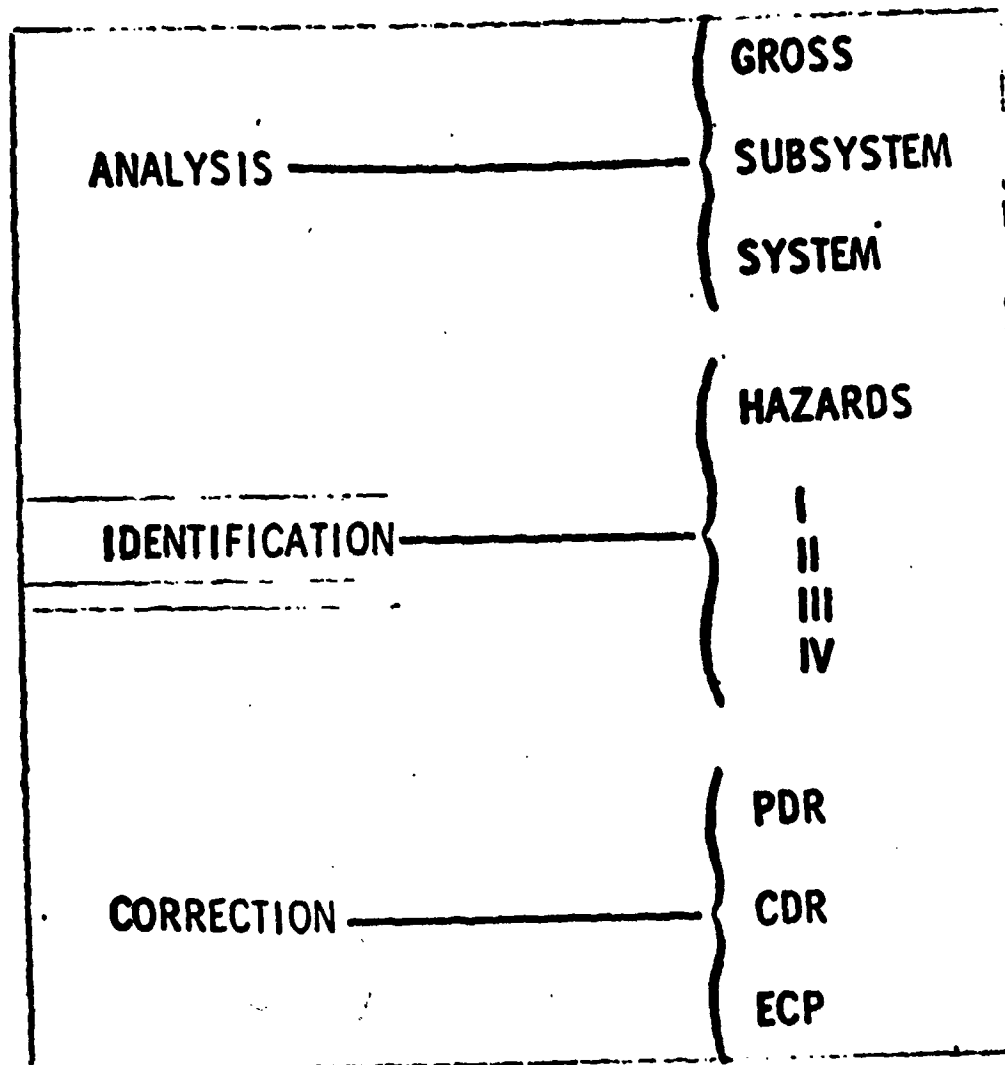 GROSS
ANALYSIS SUBSYSTEM
SYSTEM
HAZARDS
I
IDENTIFICATION II
III
IV
PDR
CORRECTION CDR
ECP